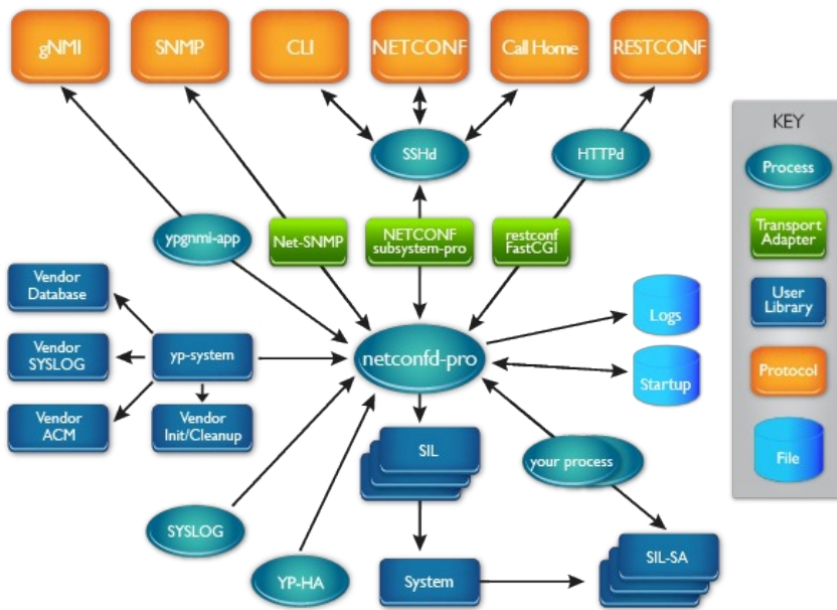 gNMI
SNMP
CLI
NETCONF
Call Home
RESTCONF
KEY
Process
SSHd
HTTPd
ypgnmi-app
Net-SNMP
NETCONF
subsystem-pro
restconf
FastCGI
Transport
Adapter
Vendor
Database
Logs
User
Library
Vendor
SYSLOG
yp-system
netconfd-pro
Startup
Protocol
Vendor
ACM
Vendor
Init/Cleanup
SIL
your process
File
SYSLOG
YP-HA
System
SIL-SA